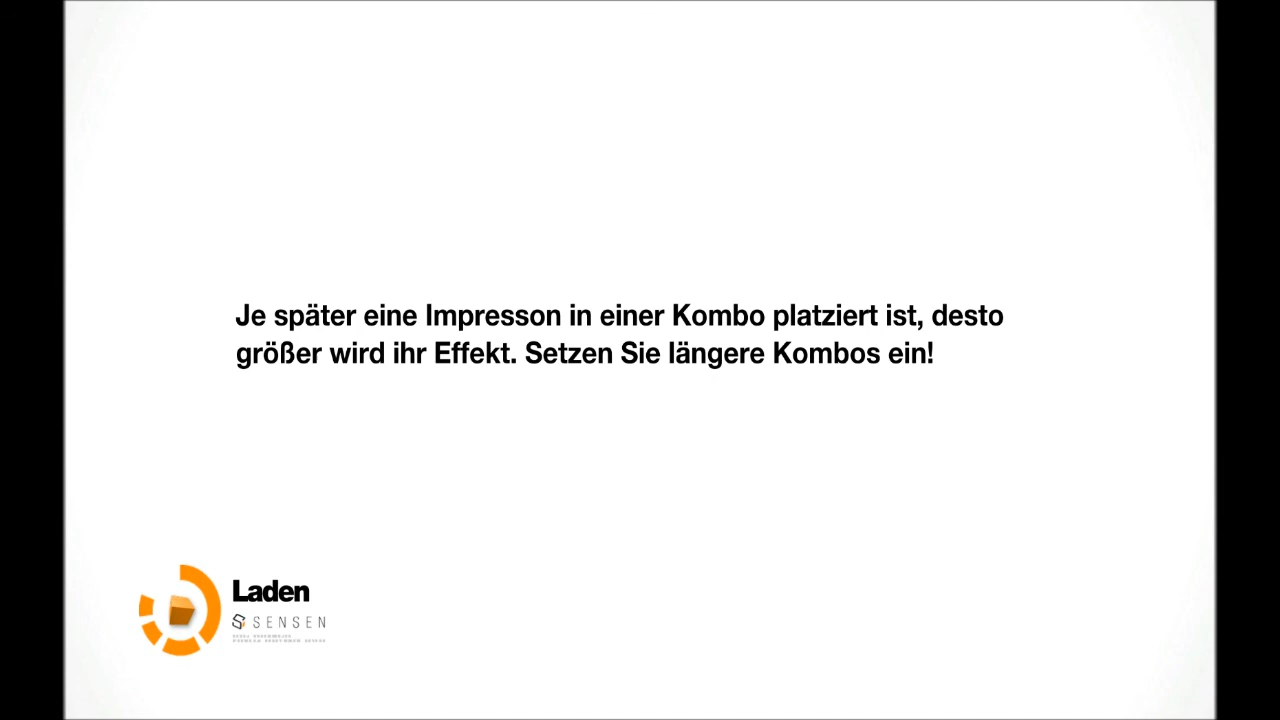 Je später eine Impresson in einer Kombo platziert ist, desto
größer wird ihr Effekt. Setzen Sie längere Kombos ein!
Laden
SENSEN